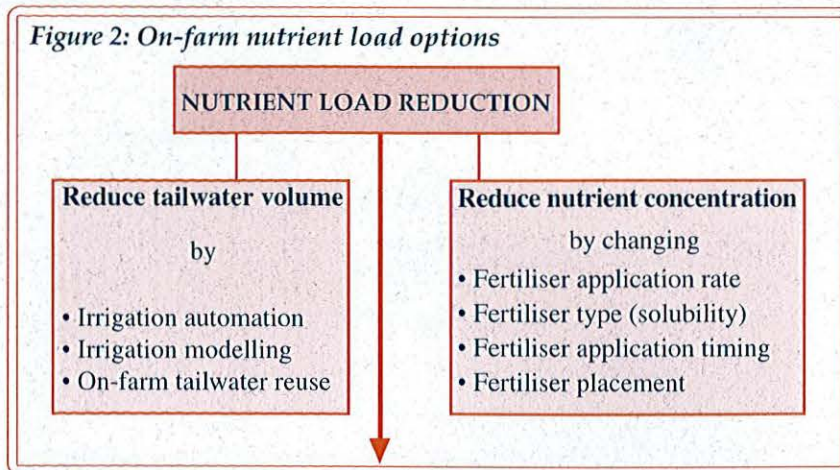 Figure 2: On-farm nutrient load options
NUTRIENT LOAD REDUCTION
Reduce tailwater volume
by
• Irrigation automation
• Irrigation modelling
• On-farm tailwater reuse
Reduce nutrient concentration
by changing
• Fertiliser application rate
• Fertiliser type (solubility)
• Fertiliser application timing
• Fertiliser placement